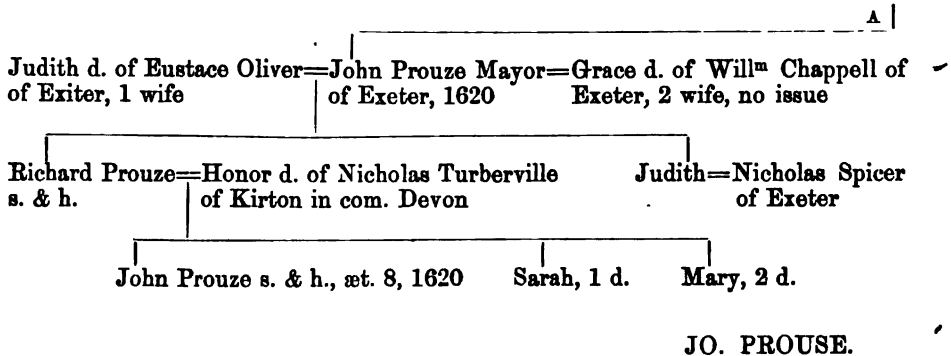 A
Judith d. of Eustace Oliver=John Prouze Mayor=Grace d. of Willᵐ Chappell of
of Exiter, 1 wife of Exeter, 1620 Exeter, 2 wife, no issue
Richard Prouze=Honor d. of Nicholas Turberville Judith=Nicholas Spicer
s. & h. of Kirton in com. Devon of Exeter
John Prouze s. & h., æt. 8, 1620 Sarah, 1 d. Mary, 2 d.
JO. PROUSE.